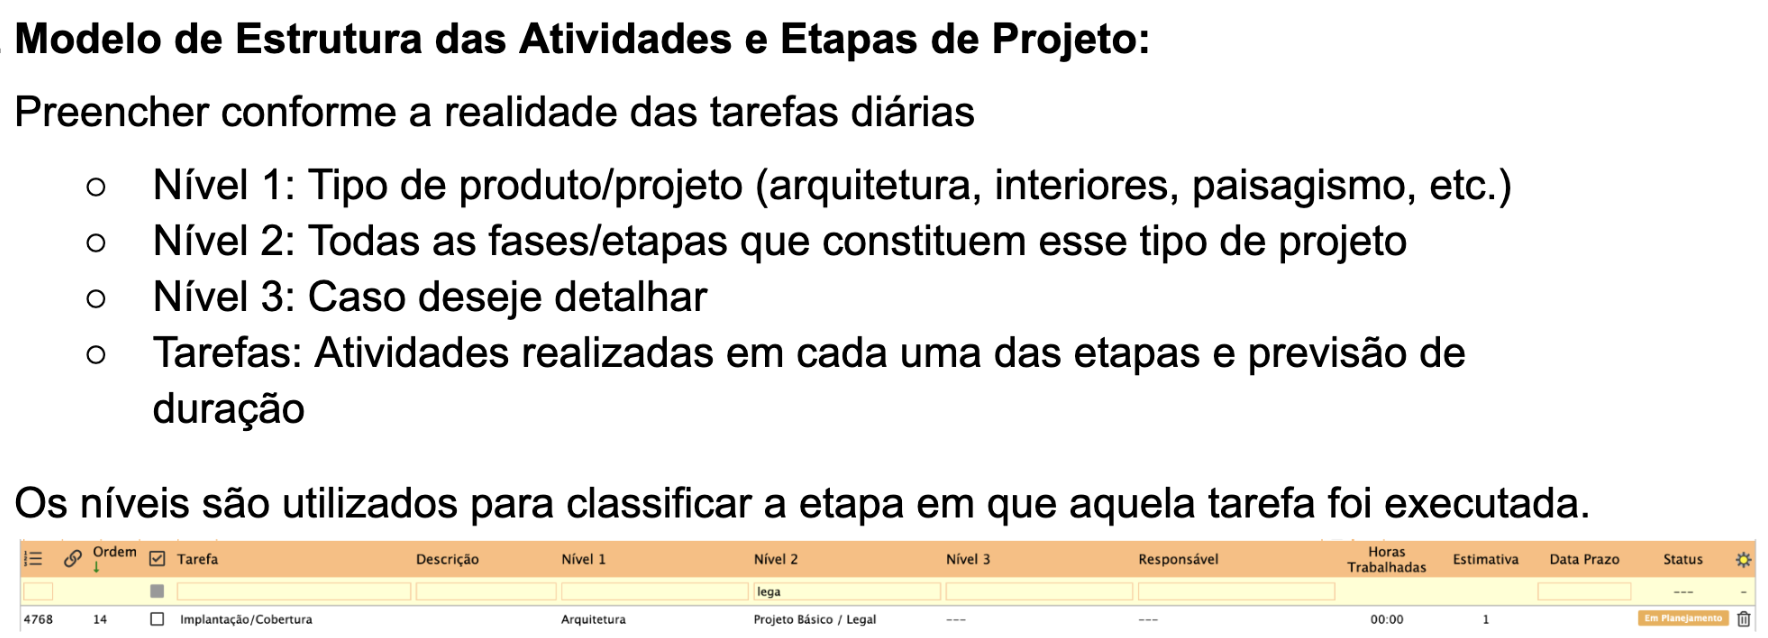 . Modelo de Estrutura das Atividades e Etapas de Projeto:
Preencher conforme a realidade das tarefas diárias
○ Nível 1: Tipo de produto/projeto (arquitetura, interiores, paisagismo, etc.)
○ Nível 2: Todas as fases/etapas que constituem esse tipo de projeto
○ Nível 3: Caso deseje detalhar
○ Tarefas: Atividades realizadas em cada uma das etapas e previsão de
duração
Os níveis são utilizados para classificar a etapa em que aquela tarefa foi executada.
Ordem ↓ Tarefa Descrição Nível 1 Nível 2 Nível 3 Responsável Horas Trabalhadas Estimativa Data Prazo Status
lega --- -
4768 14 Implantação/Cobertura Arquitetura Projeto Básico / Legal --- --- 00:00 1 Em Planejamento